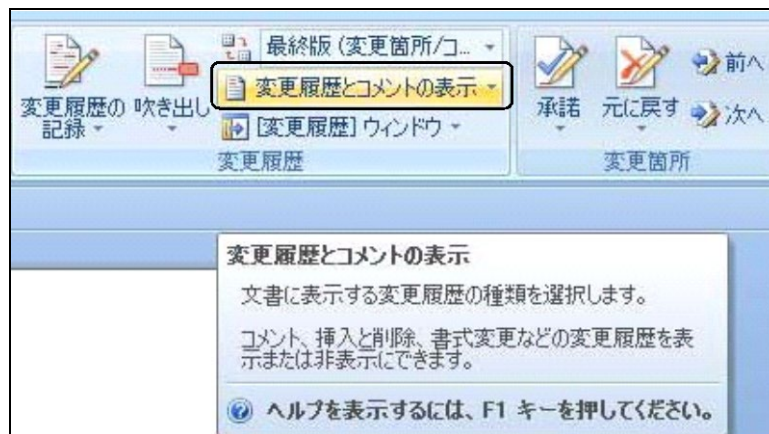 最終版 (変更箇所/コ...
変更履歴とコメントの表示
[変更履歴] ウィンドウ
変更履歴の
記録
吹き出し
変更履歴
承諾
元に戻す
前へ
次へ
変更箇所
変更履歴とコメントの表示
文書に表示する変更履歴の種類を選択します。
コメント、挿入と削除、書式変更などの変更履歴を表
示または非表示にできます。
ヘルプを表示するには、F1 キーを押してください。